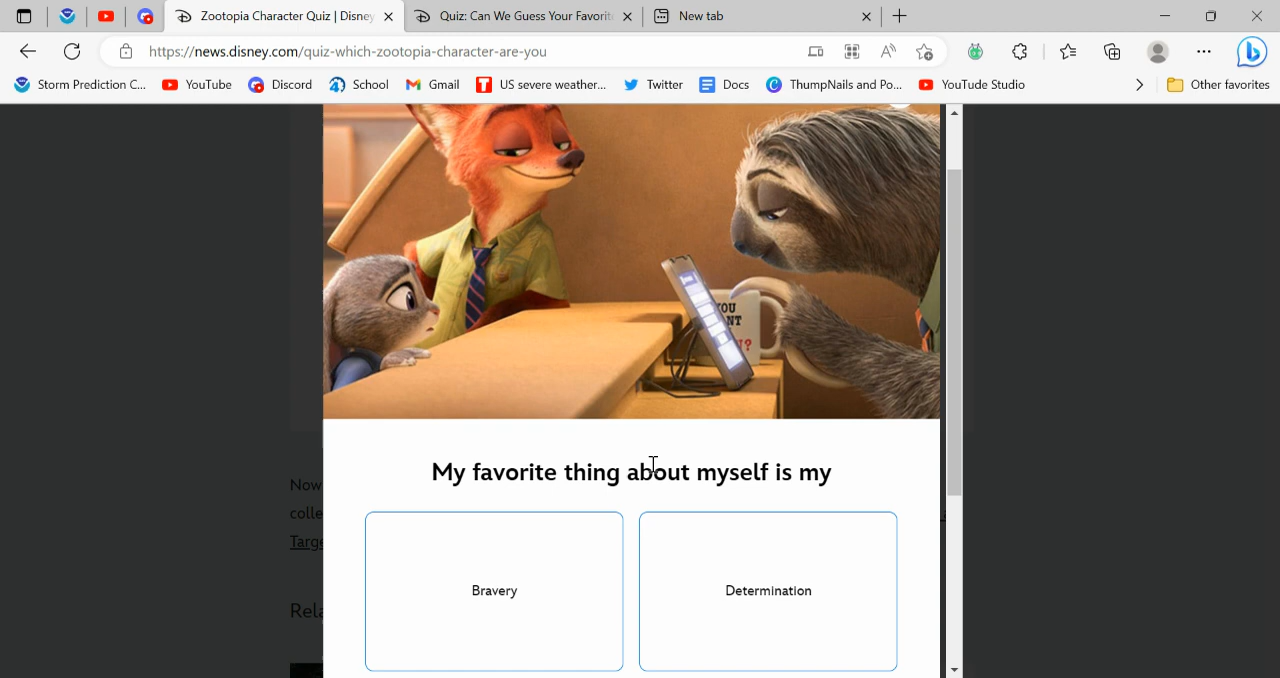 Zootopia Character Quiz | Disney
Quiz: Can We Guess Your Favorit
New tab
https://news.disney.com/quiz-which-zootopia-character-are-you
Storm Prediction C...
YouTube
Discord
School
Gmail
US severe weather...
Twitter
Docs
ThumpNails and Po...
YouTude Studio
Other favorites
YOU
NT
?
My favorite thing about myself is my
Now
colle
Targe
Bravery
Determination
Rela